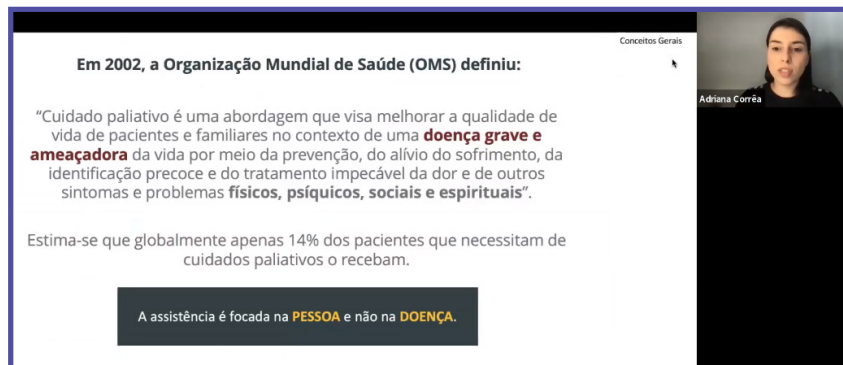 Conceitos Gerais
Em 2002, a Organização Mundial de Saúde (OMS) definiu:
“Cuidado paliativo é uma abordagem que visa melhorar a qualidade de
vida de pacientes e familiares no contexto de uma doença grave e
ameaçadora da vida por meio da prevenção, do alívio do sofrimento, da
identificação precoce e do tratamento impecável da dor e de outros
sintomas e problemas físicos, psíquicos, sociais e espirituais”.
Estima-se que globalmente apenas 14% dos pacientes que necessitam de
cuidados paliativos o recebam.
A assistência é focada na PESSOA e não na DOENÇA.
Adriana Corrêa